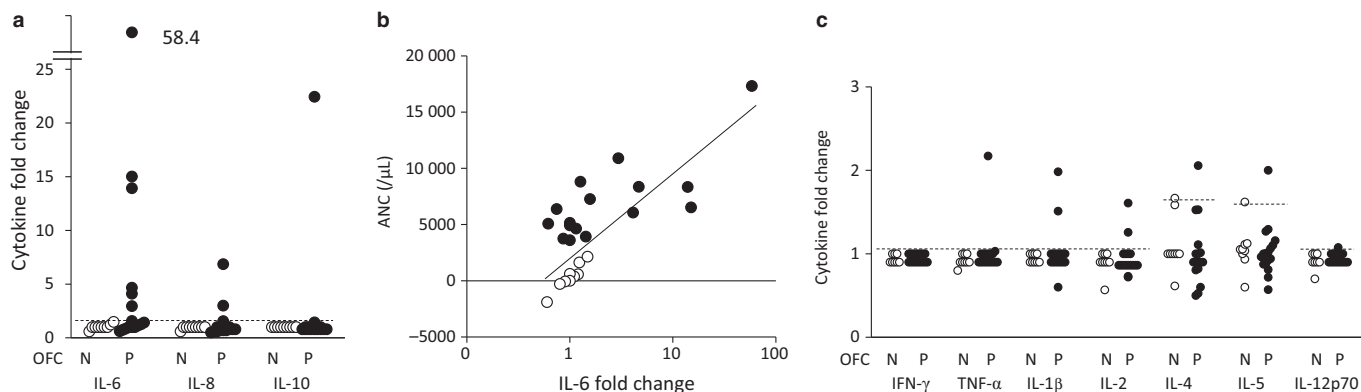 a
58.4
25
20
15
10
5
0
Cytokine fold change
OFC N P N P N P
IL-6 IL-8 IL-10
b
20 000
15 000
10 000
5000
0
−5000
ANC (/μL)
0 1 10 100
IL-6 fold change
c
3
2
1
0
Cytokine fold change
OFC N P N P N P N P N P N P N P
IFN-γ TNF-α IL-1β IL-2 IL-4 IL-5 IL-12p70